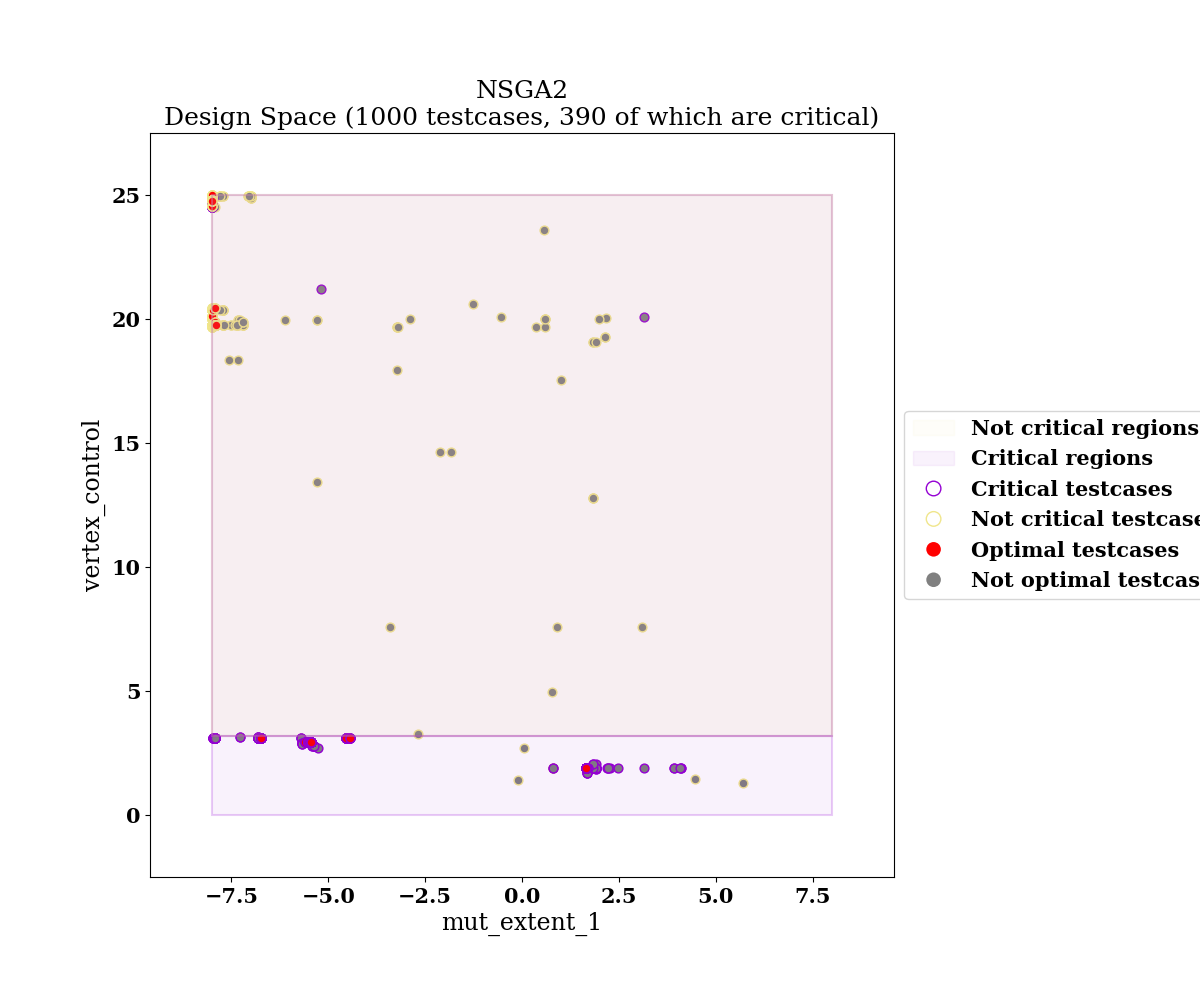 NSGA2
Design Space (1000 testcases, 390 of which are critical)
25
20
15
10
5
0
vertex_control
−7.5 −5.0 −2.5 0.0 2.5 5.0 7.5
mut_extent_1
Not critical regions
Critical regions
Critical testcases
Not critical testcase
Optimal testcases
Not optimal testcas